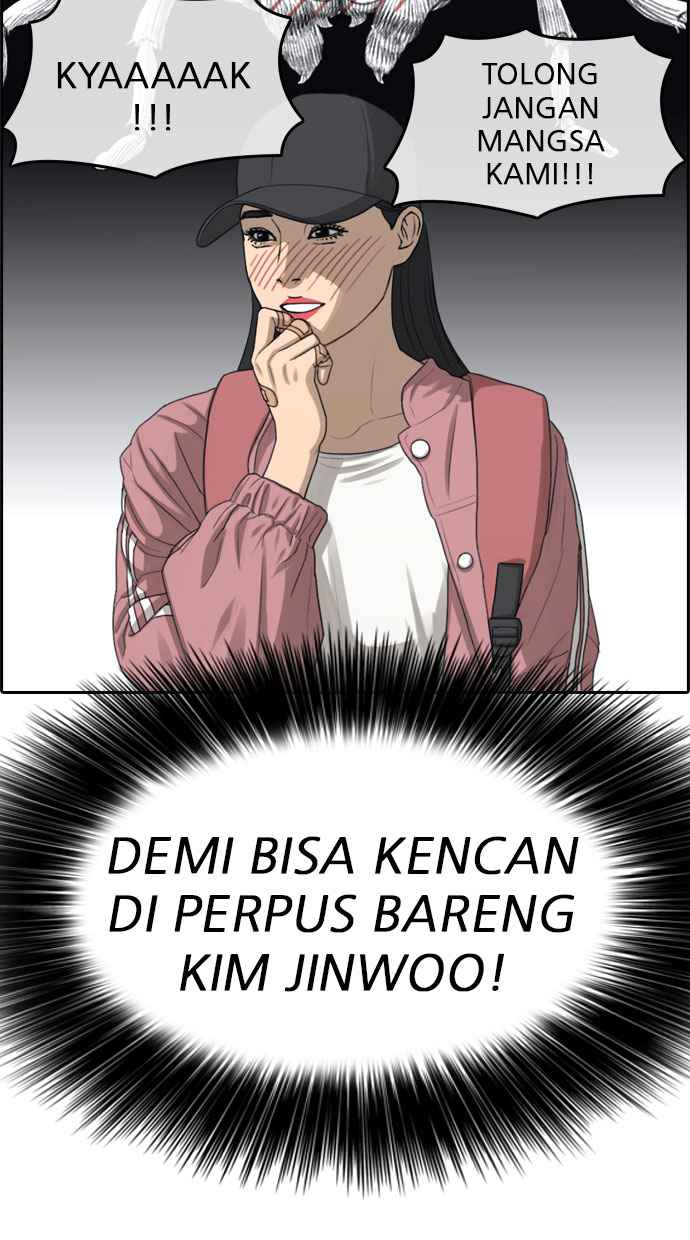 KYAAAAAK
!!!
TOLONG
JANGAN
MANGSA
KAMI!!!
DEMI BISA KENCAN
DI PERPUS BARENG
KIM JINWOO!